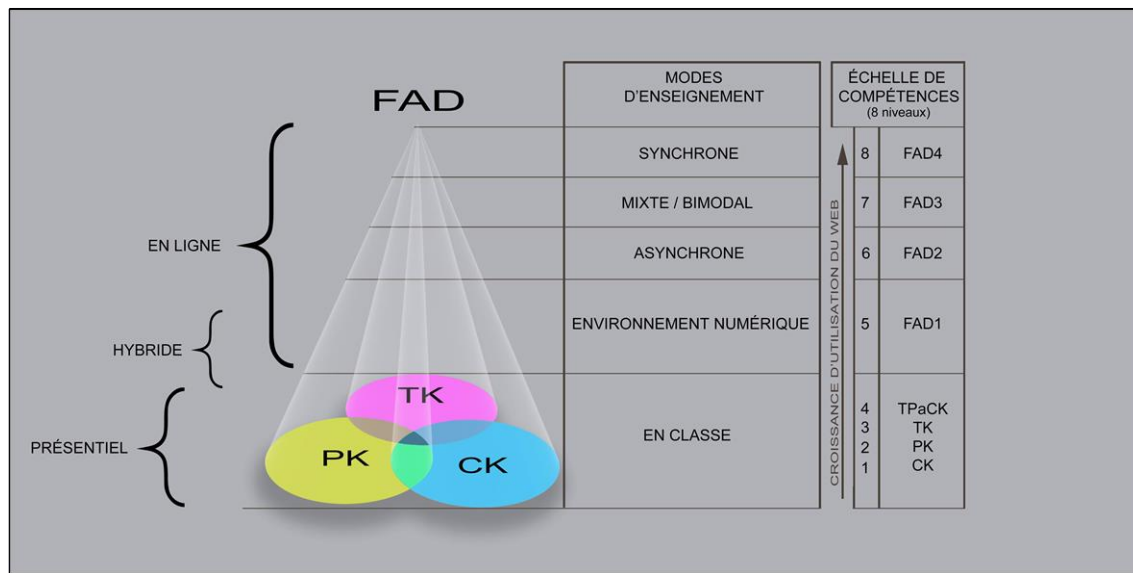 FAD
EN LIGNE
HYBRIDE
PRÉSENTIEL
TK
PK
CK
MODES
D'ENSEIGNEMENT
SYNCHRONE
MIXTE / BIMODAL
ASYNCHRONE
ENVIRONNEMENT NUMÉRIQUE
EN CLASSE
CROISSANCE D'UTILISATION DU WEB
ÉCHELLE DE
COMPÉTENCES
(8 niveaux)
8 FAD4
7 FAD3
6 FAD2
5 FAD1
4 TPaCK
3 TK
2 PK
1 CK